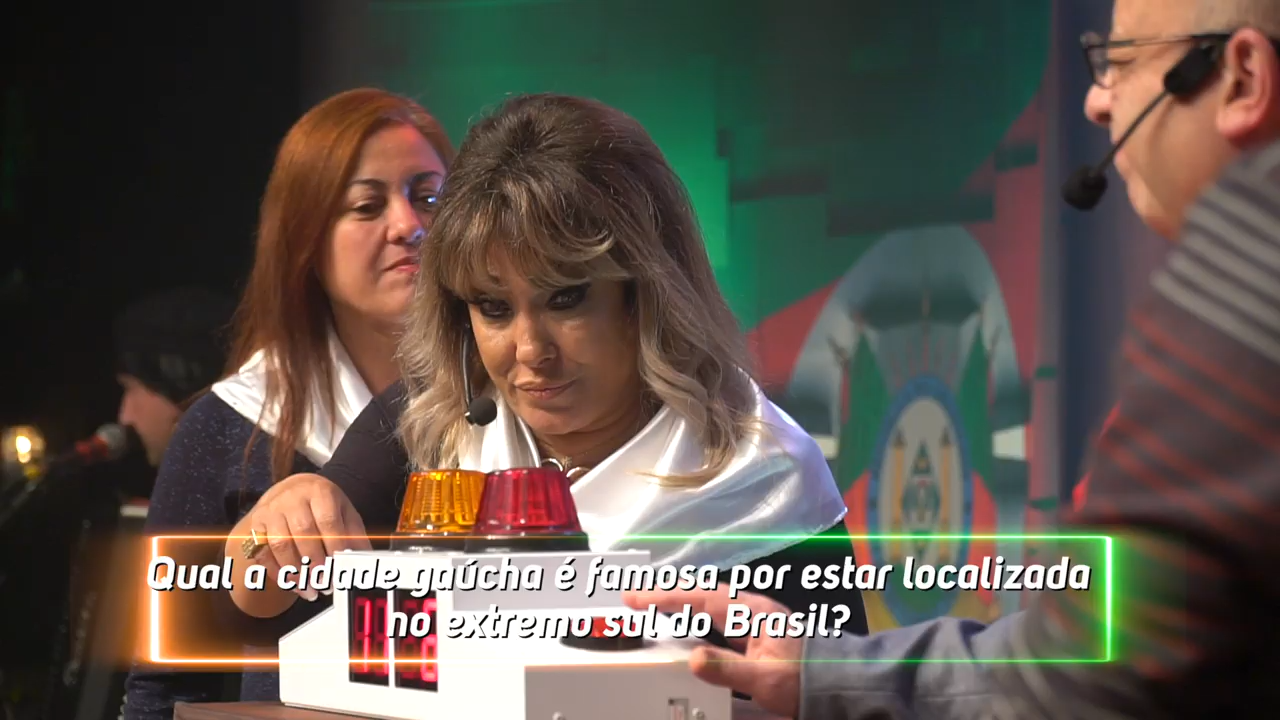 Qual a cidade gaúcha é famosa por estar localizada
no extremo sul do Brasil?